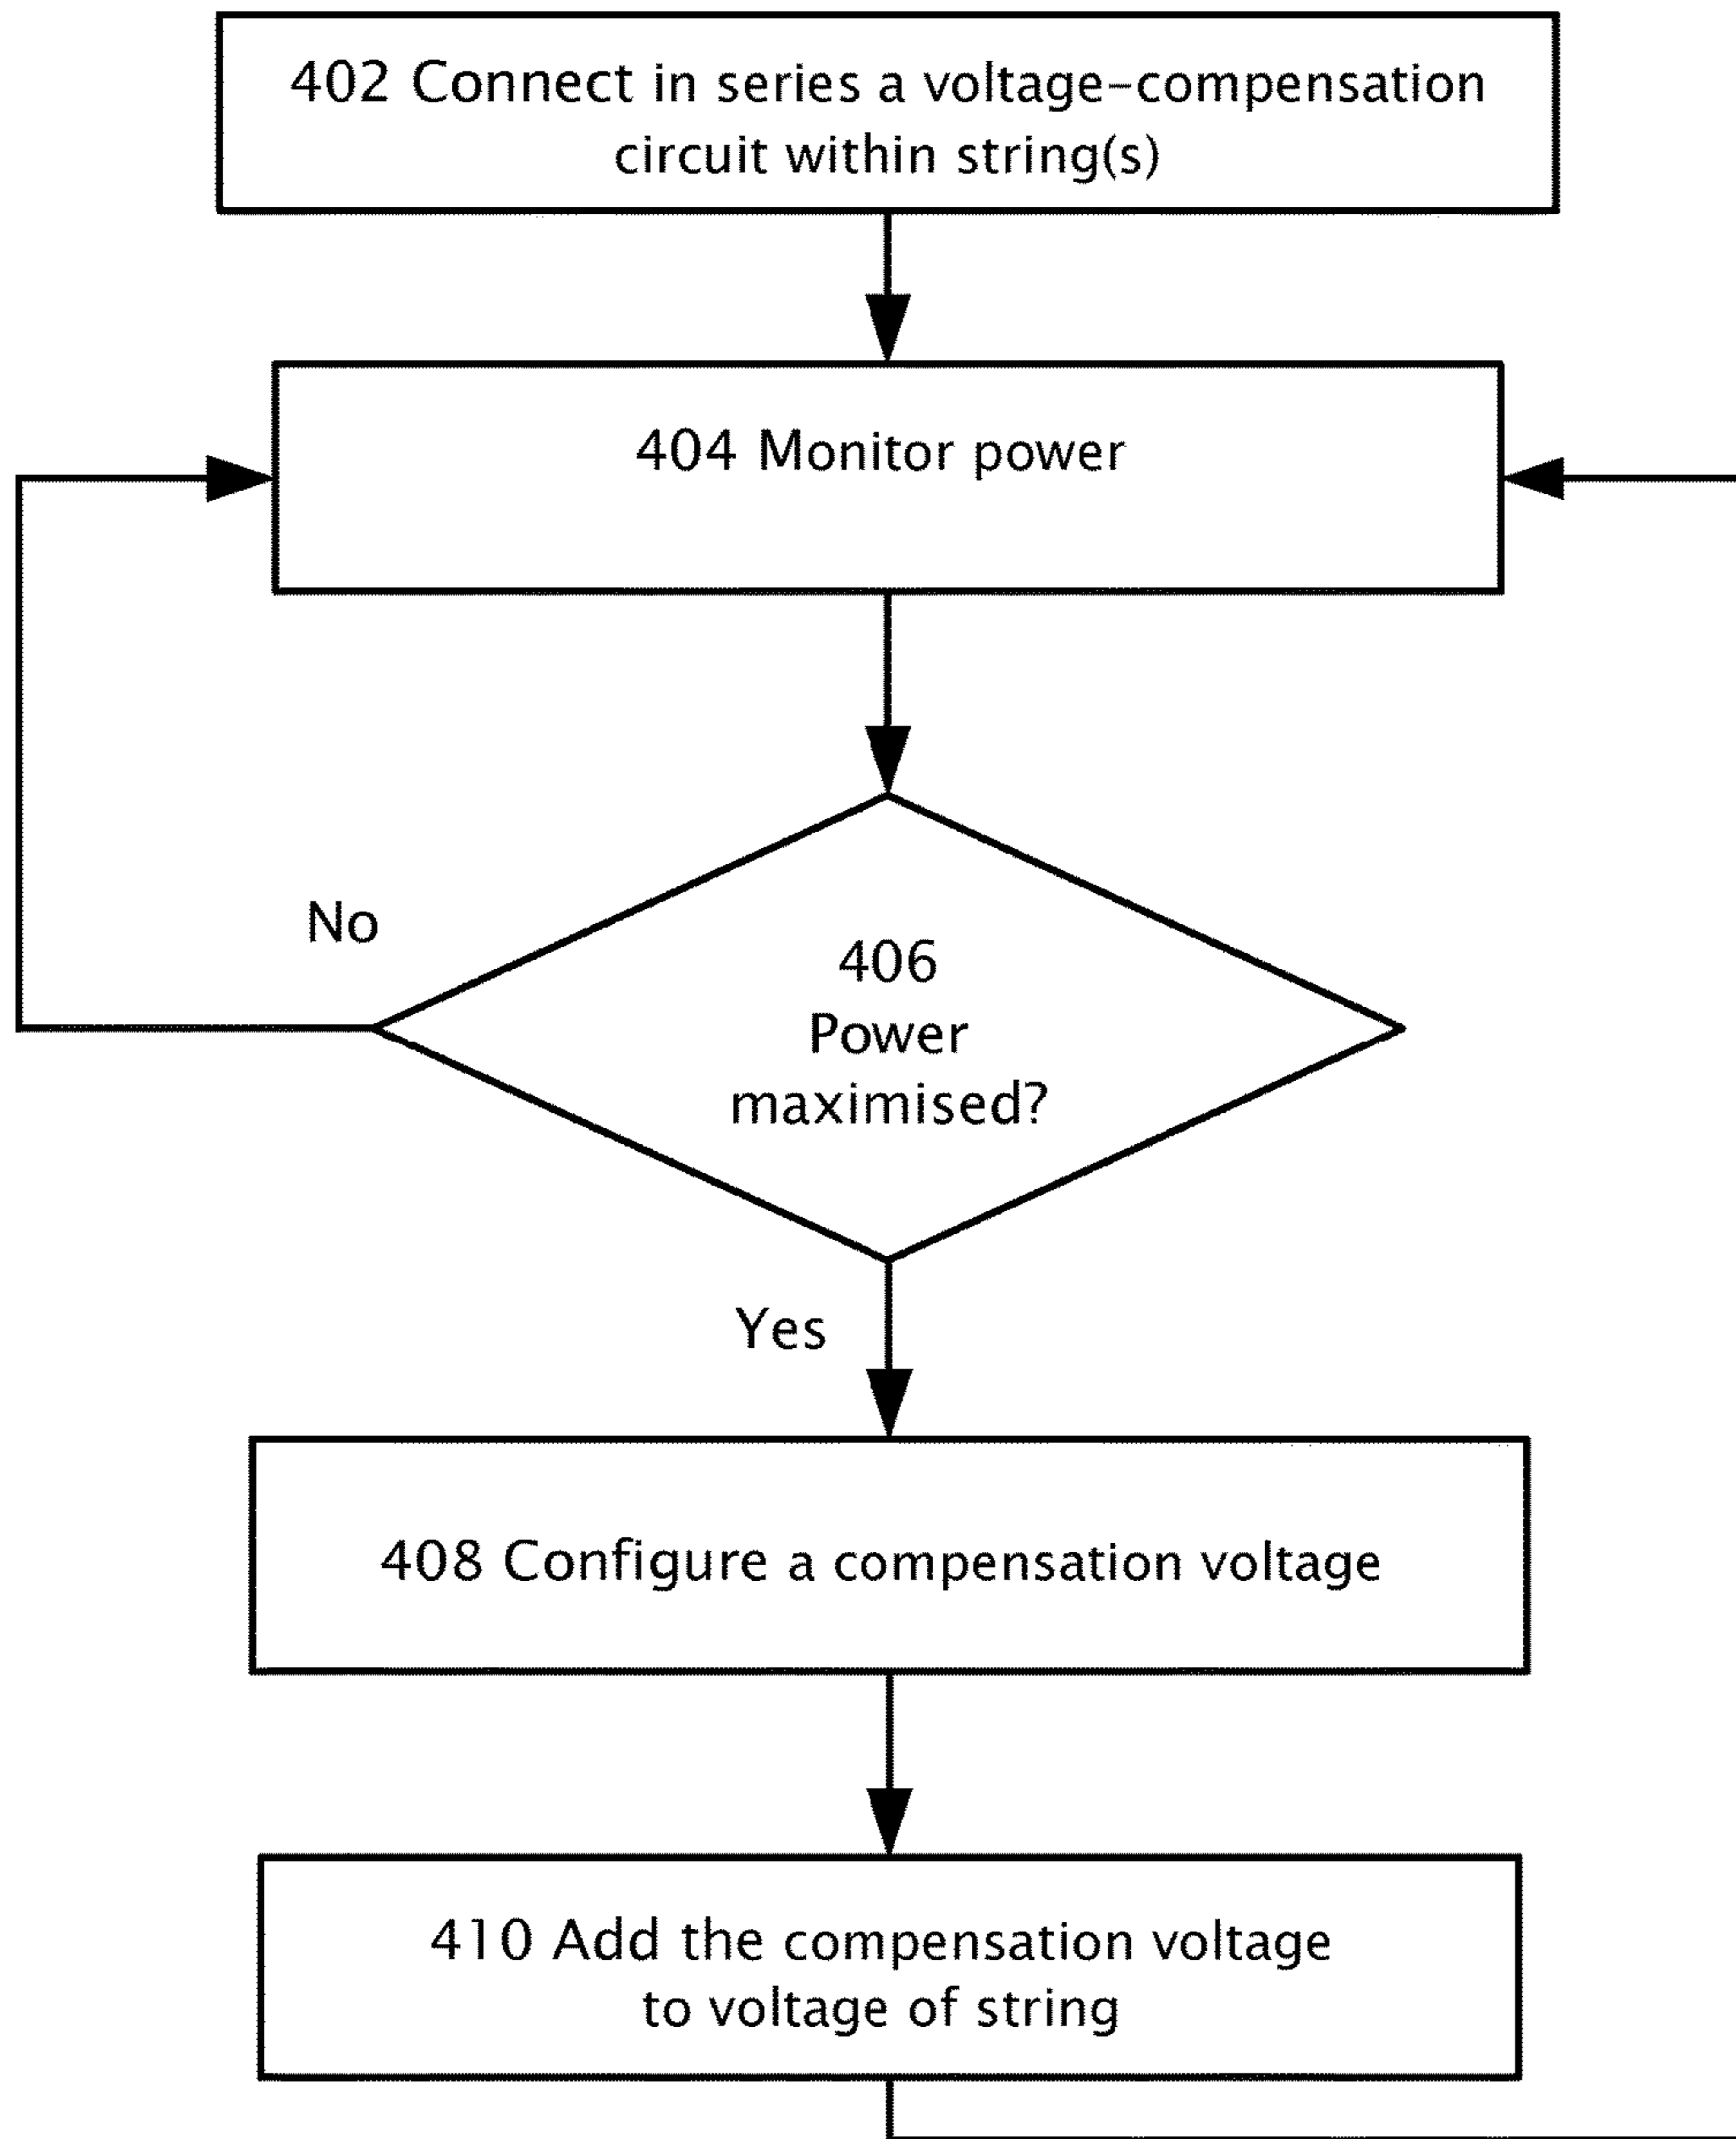 402 Connect in series a voltage-compensation
circuit within string(s)
404 Monitor power
No
406
Power
maximised?
Yes
408 Configure a compensation voltage
410 Add the compensation voltage
to voltage of string